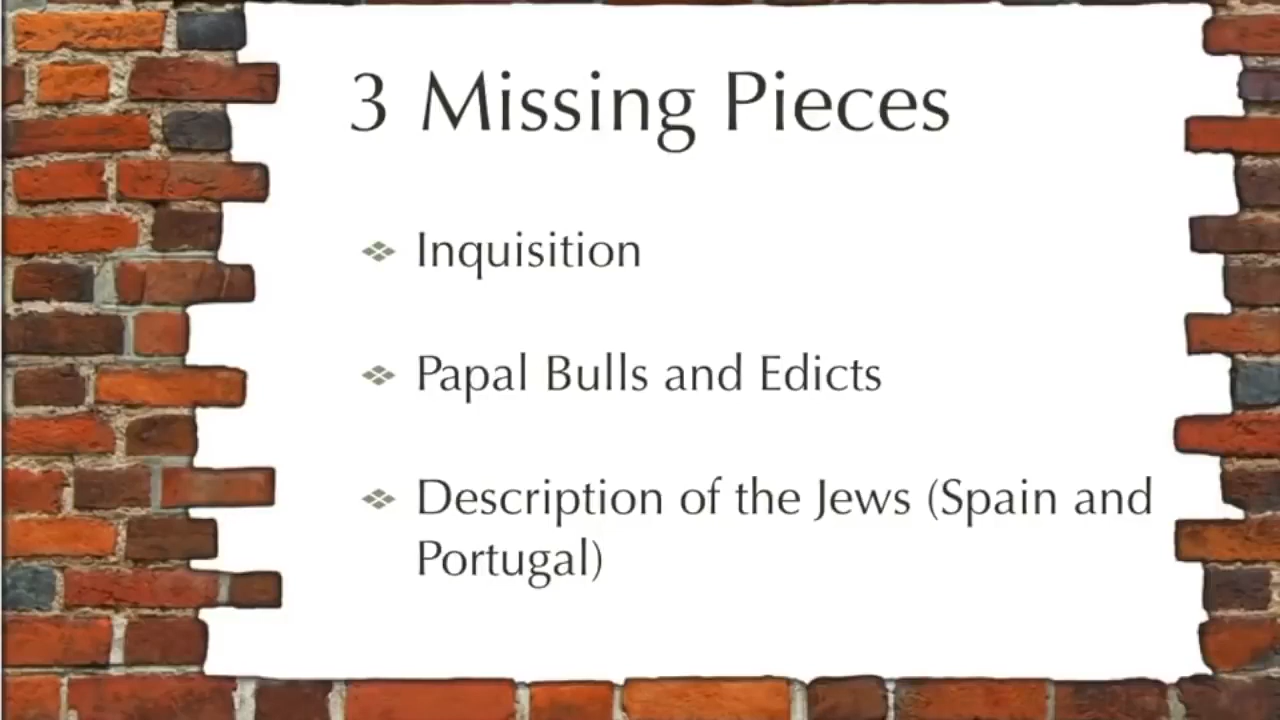 3 Missing Pieces
Inquisition
Papal Bulls and Edicts
Description of the Jews (Spain and
Portugal)